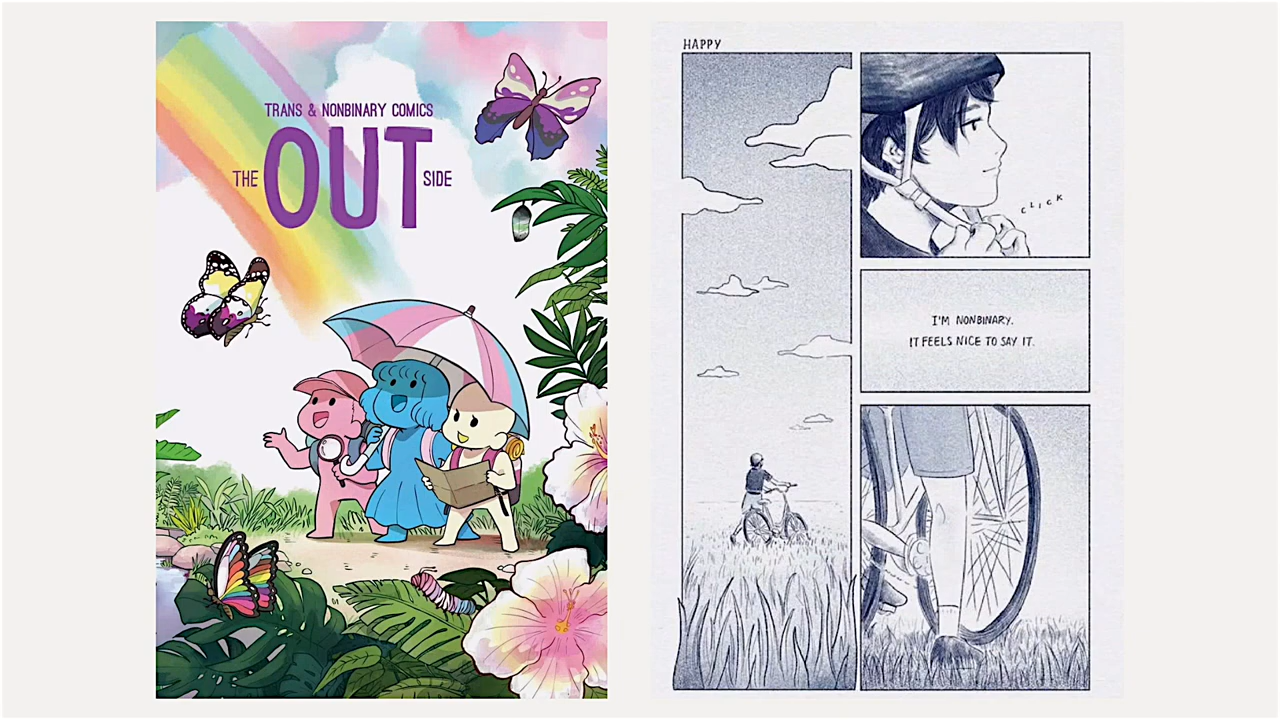 TRANS & NONBINARY COMICS
THE OUT SIDE
HAPPY
CLICK
I'M NONBINARY.
IT FEELS NICE TO SAY IT.